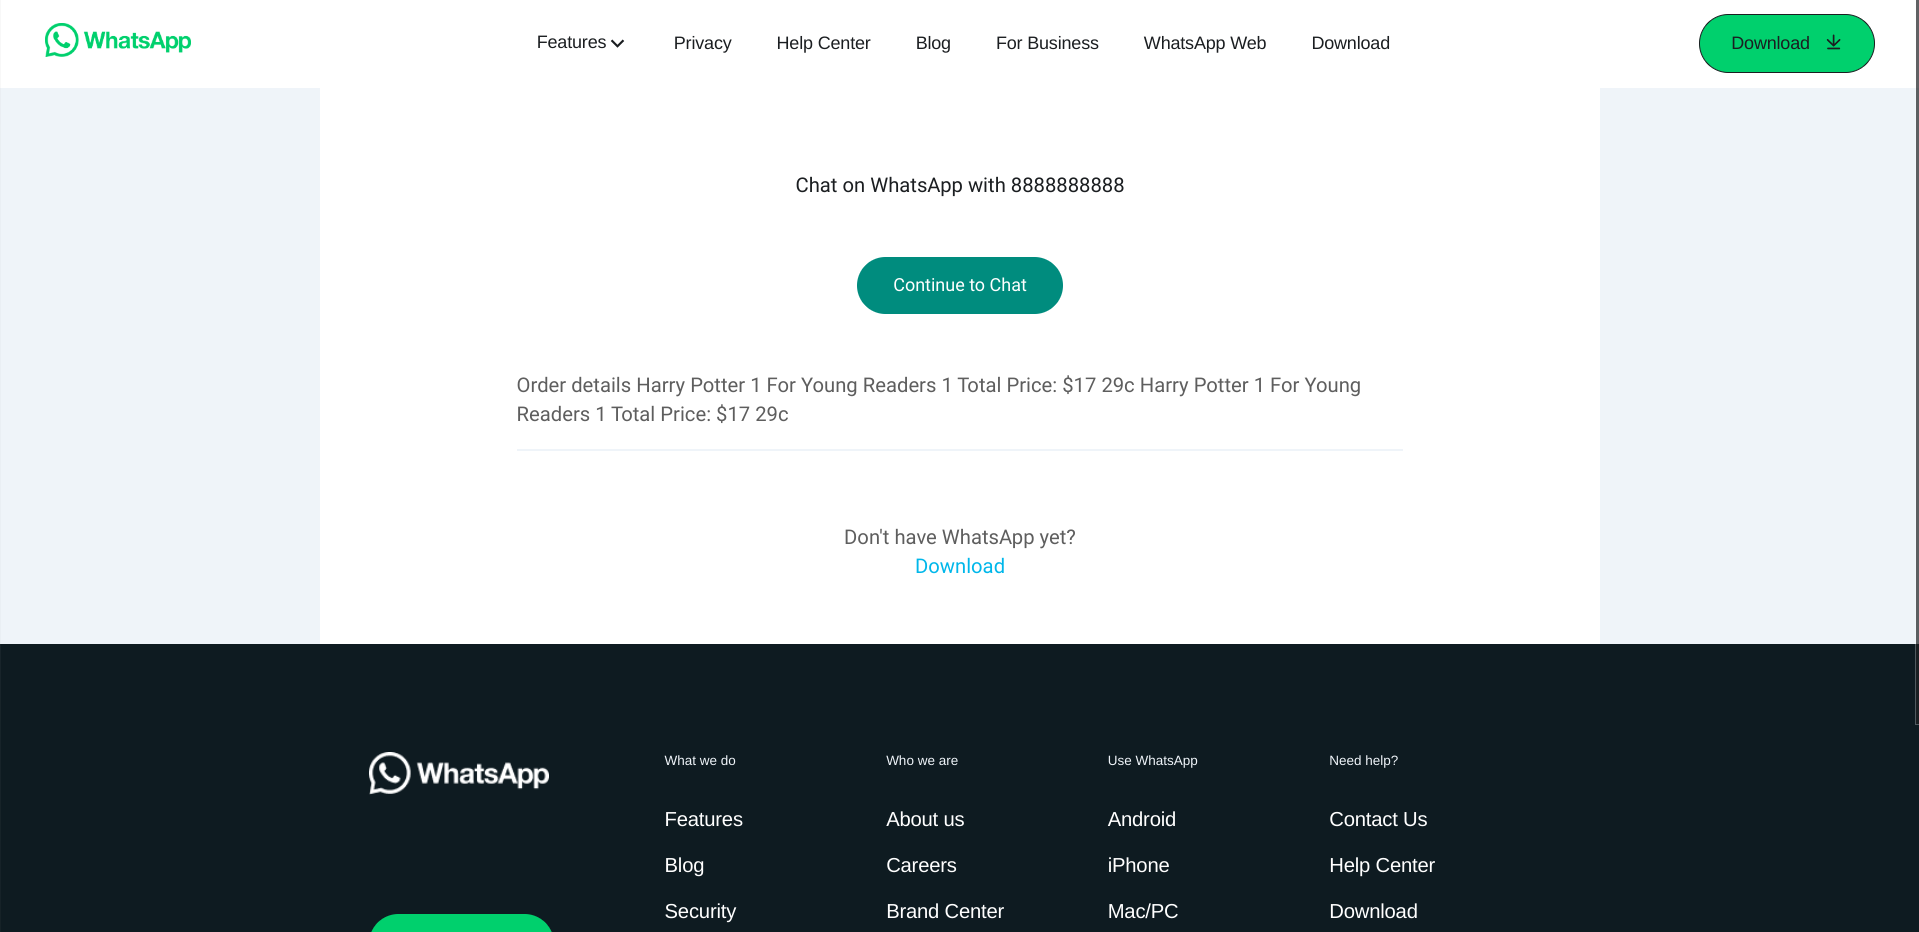 WhatsApp
Features
Privacy
Help Center
Blog
For Business
WhatsApp Web
Download
Download
Chat on WhatsApp with 8888888888
Continue to Chat
Order details Harry Potter 1 For Young Readers 1 Total Price: $17 29c Harry Potter 1 For Young
Readers 1 Total Price: $17 29c
Don't have WhatsApp yet?
Download
WhatsApp
What we do
Features
Blog
Security
Who we are
About us
Careers
Brand Center
Use WhatsApp
Android
iPhone
Mac/PC
Need help?
Contact Us
Help Center
Download